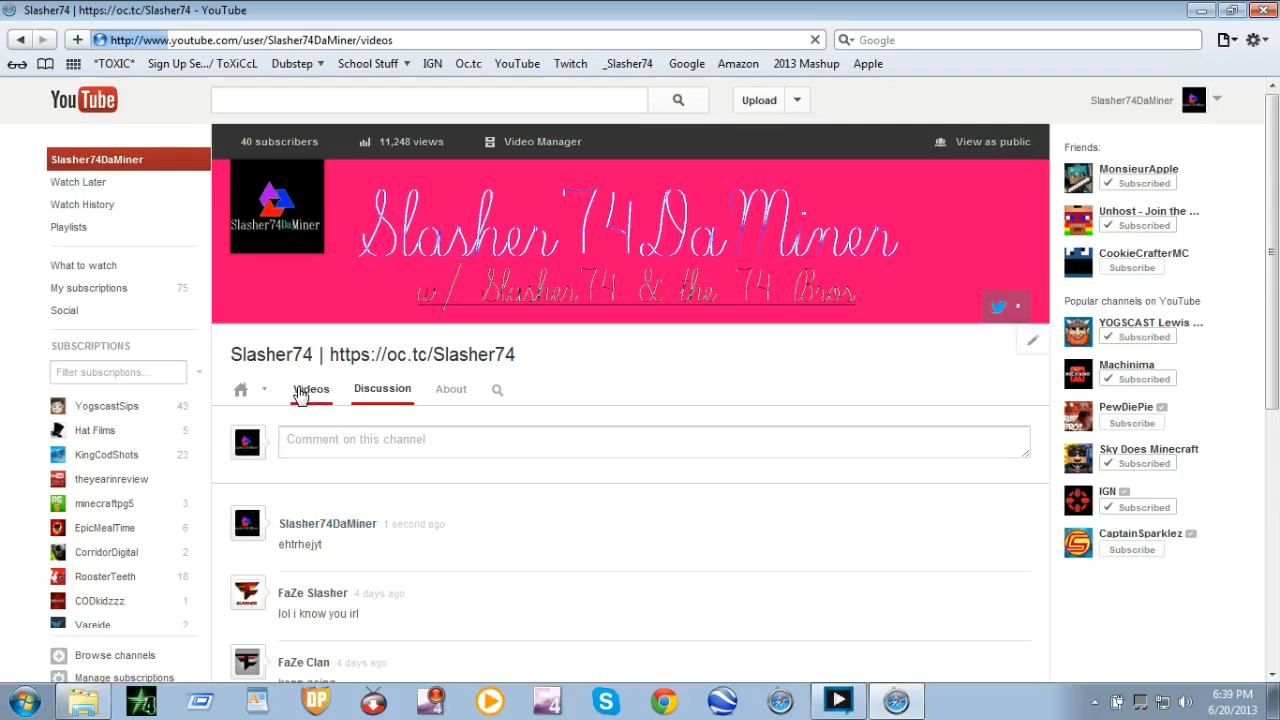 Slasher74 | https://oc.tc/Slasher74 - YouTube
http://www.youtube.com/user/Slasher74DaMiner/videos
Google
*TOXIC* Sign Up Se.../ ToXiCcL Dubstep School Stuff IGN Oc.tc YouTube Twitch _Slasher74 Google Amazon 2013 Mashup Apple
YouTube
Upload
Slasher74DaMiner
40 subscribers 11,248 views Video Manager View as public
Slasher74DaMiner
Watch Later
Watch History
Playlists
What to watch
My subscriptions 75
Social
SUBSCRIPTIONS
Filter subscriptions...
YogscastSips 43
Hat Films 5
KingCodShots 23
theyearinreview
minecraftpg5 3
EpicMealTime 6
CorridorDigital 2
RoosterTeeth 18
CODkidzzz 1
Vareide 2
Browse channels
Manage subscriptions
Slasher74DaMiner
Slasher74DaMiner
w/ Slasher74 & the 74 Bros
Slasher74 | https://oc.tc/Slasher74
Videos Discussion About
Comment on this channel
Slasher74DaMiner 1 second ago
ehtrhejyt
FaZe Slasher 4 days ago
lol i know you irl
FaZe Clan 4 days ago
keep going
Friends:
MonsieurApple
Subscribed
Unhost - Join the ...
Subscribed
CookieCrafterMC
Subscribe
Popular channels on YouTube
YOGSCAST Lewis ...
Subscribed
Machinima
Subscribed
PewDiePie
Subscribe
Sky Does Minecraft
Subscribed
IGN
Subscribed
CaptainSparklez
Subscribe
6:39 PM
6/20/2013